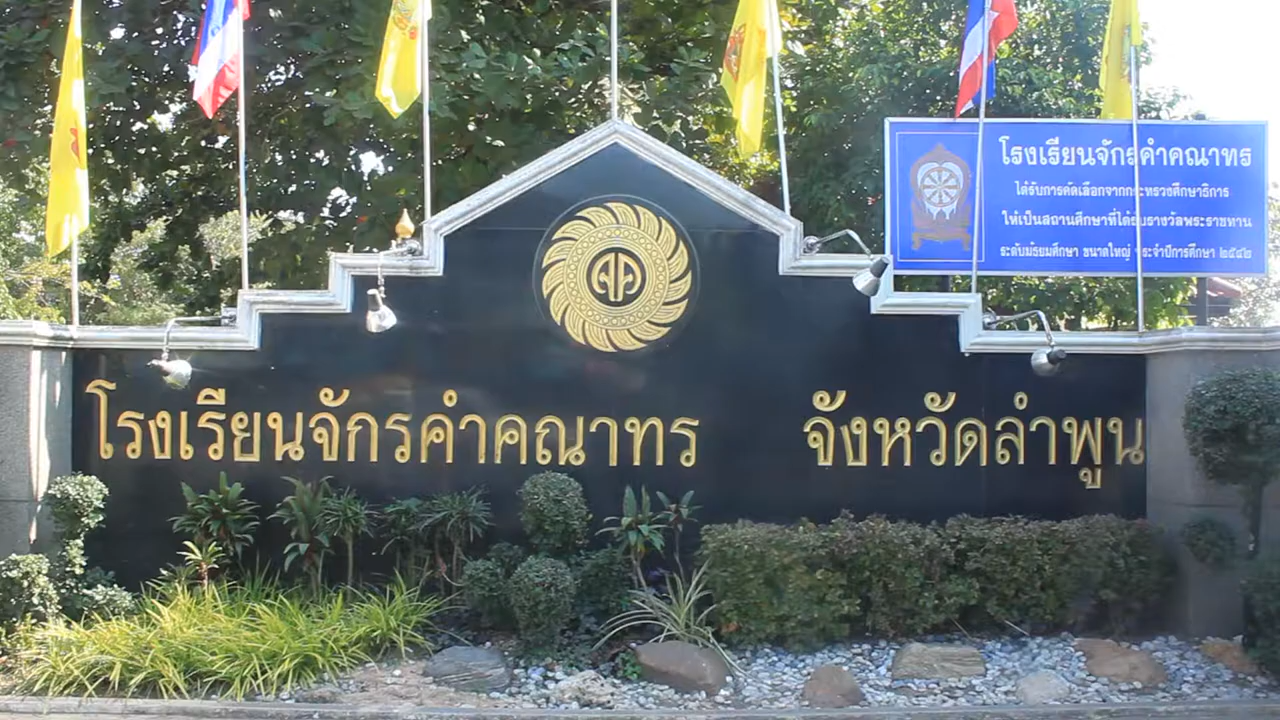 โรงเรียนจักรคำคณาทร
ได้รับการคัดเลือกจากกระทรวงศึกษาธิการ
ให้เป็นสถานศึกษาที่ได้รับรางวัลพระราชทาน
ระดับมัธยมศึกษา ขนาดใหญ่ ประจำปีการศึกษา ๒๕๔๒
โรงเรียนจักรคำคณาทร จังหวัดลำพูน